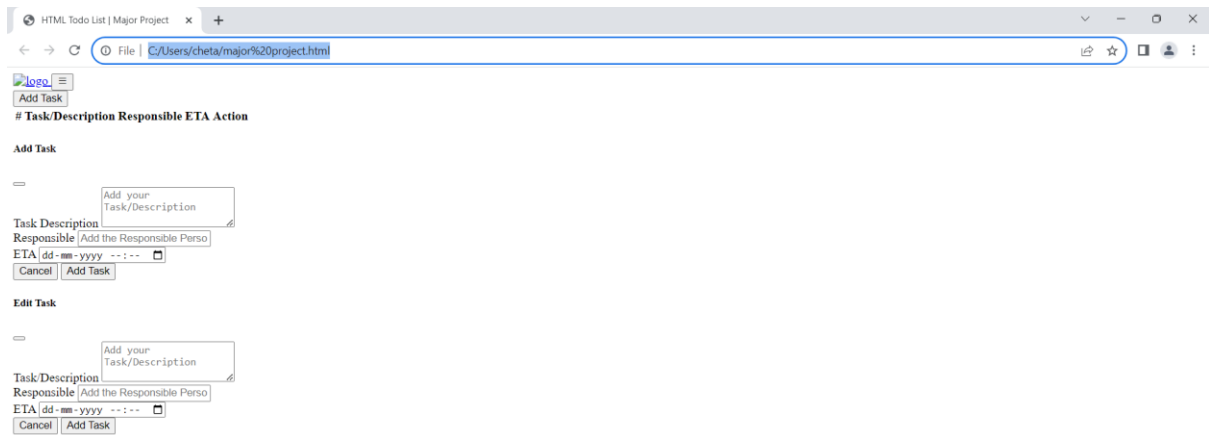 HTML Todo List | Major Project
File | C:/Users/cheta/major%20project.html
logo
Add Task
# Task/Description Responsible ETA Action
Add Task
Add your
Task/Description
Task Description
Responsible Add the Responsible Perso
ETA dd-mm-yyyy --:--
Cancel Add Task
Edit Task
Add your
Task/Description
Task/Description
Responsible Add the Responsible Perso
ETA dd-mm-yyyy --:--
Cancel Add Task